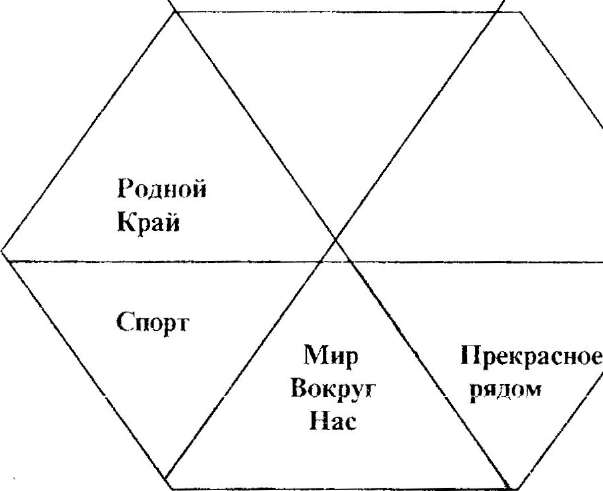 Родной
Край
Спорт
Мир
Вокруг
Нас
Прекрасное
рядом